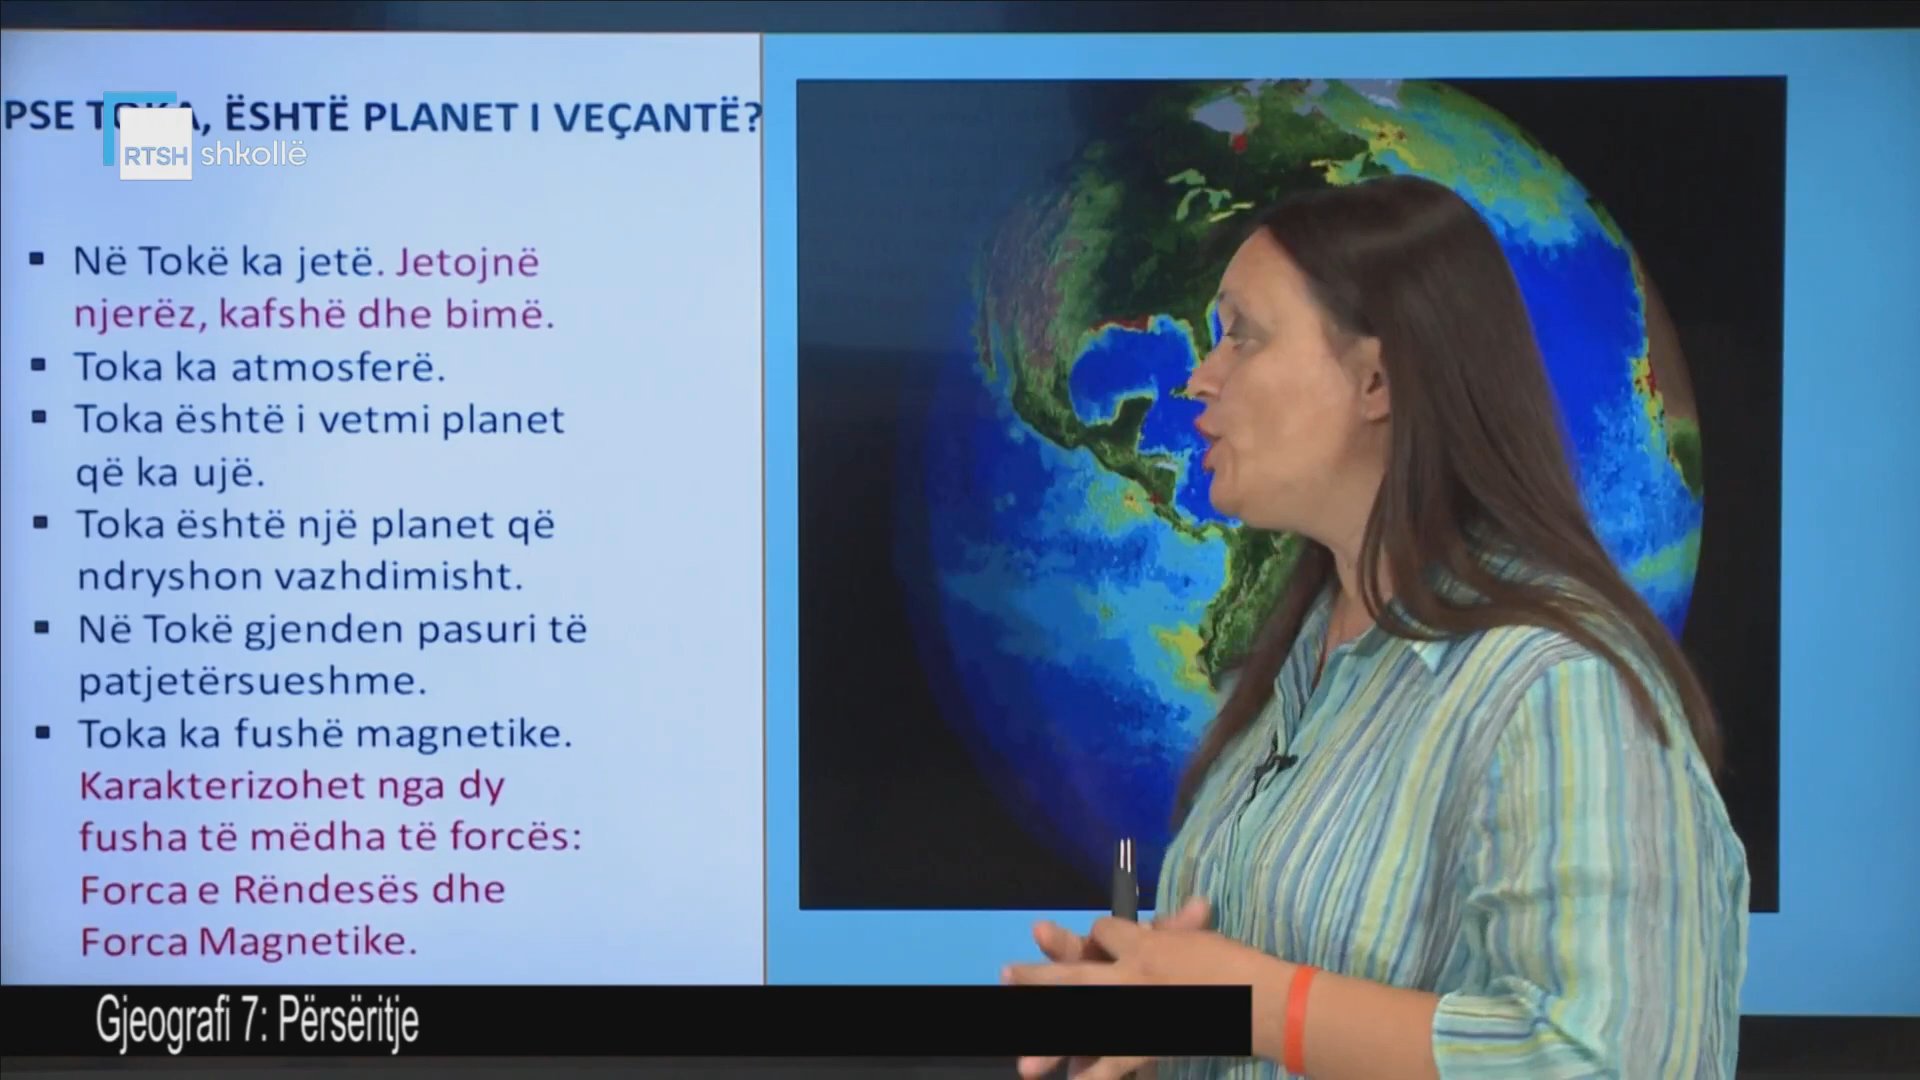 PSE TOKA, ËSHTË PLANET I VEÇANTË?
RTSH shkollë
Në Tokë ka jetë. Jetojnë
njerëz, kafshë dhe bimë.
Toka ka atmosferë.
Toka është i vetmi planet
që ka ujë.
Toka është një planet që
ndryshon vazhdimisht.
Në Tokë gjenden pasuri të
patjetërsueshme.
Toka ka fushë magnetike.
Karakterizohet nga dy
fusha të mëdha të forcës:
Forca e Rëndesës dhe
Forca Magnetike.
Gjeografi 7: Përsëritje